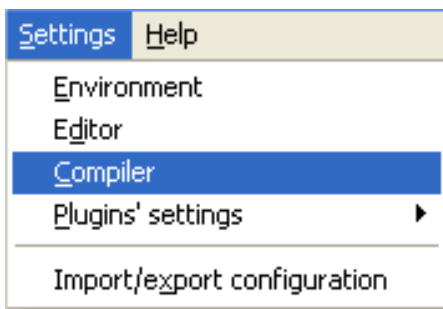 Settings Help
Environment
Editor
Compiler
Plugins' settings
Import/export configuration